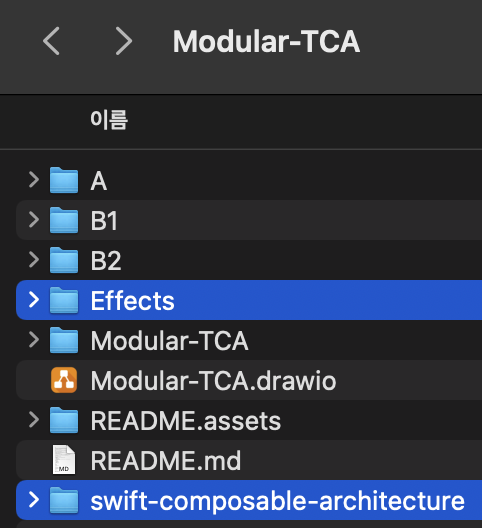 Modular-TCA
이름
A
B1
B2
Effects
Modular-TCA
Modular-TCA.drawio
README.assets
MD
README.md
swift-composable-architecture